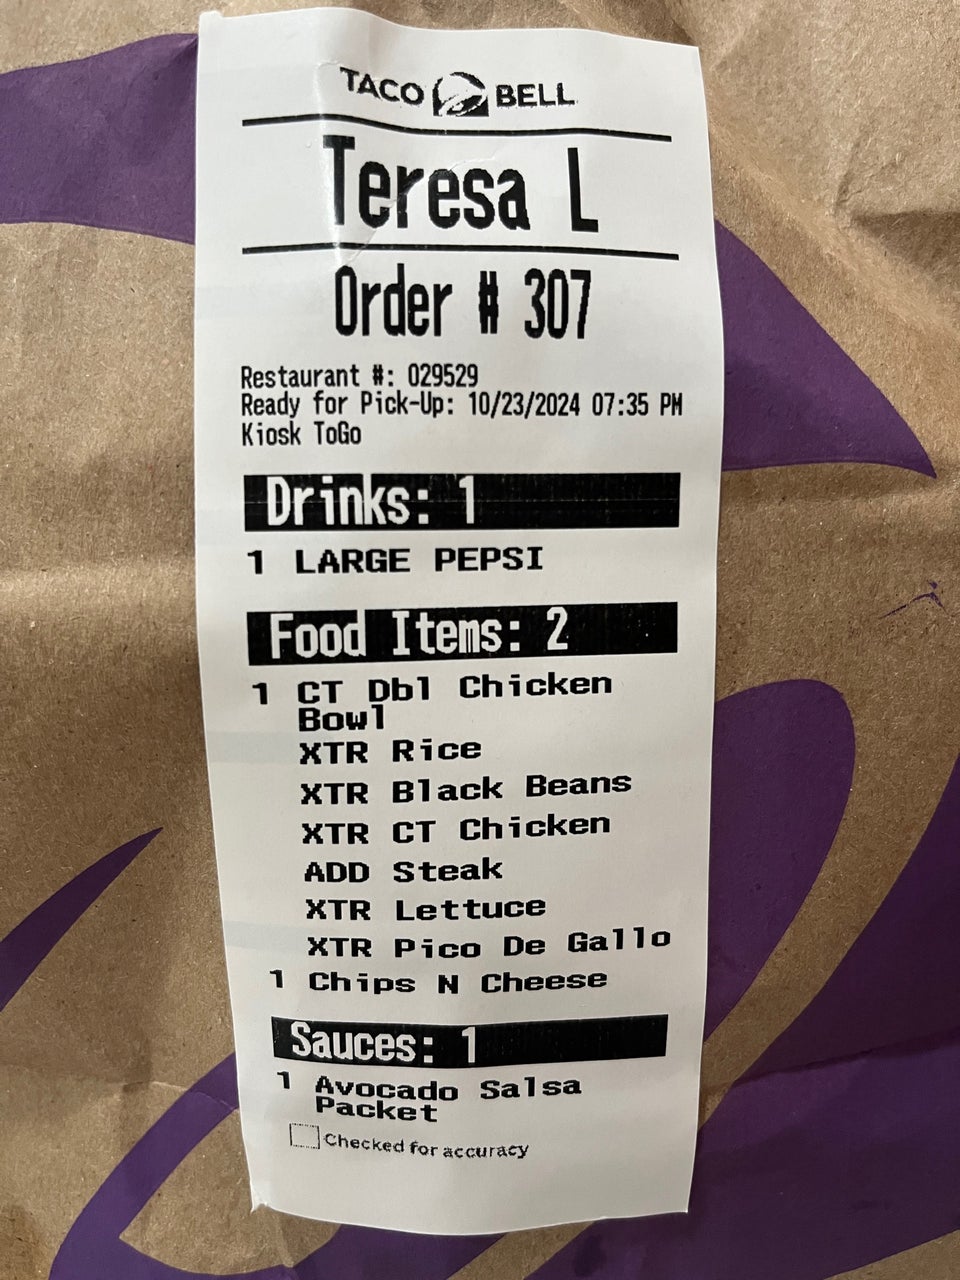 TACO BELL
Teresa L
Order # 307
Restaurant #: 029529
Ready for Pick-Up: 10/23/2024 07:35 PM
Kiosk ToGo
Drinks: 1
1 LARGE PEPSI
Food Items: 2
1 CT Dbl Chicken
Bowl
XTR Rice
XTR Black Beans
XTR CT Chicken
ADD Steak
XTR Lettuce
XTR Pico De Gallo
1 Chips N Cheese
Sauces: 1
1 Avocado Salsa
Packet
Checked for accuracy